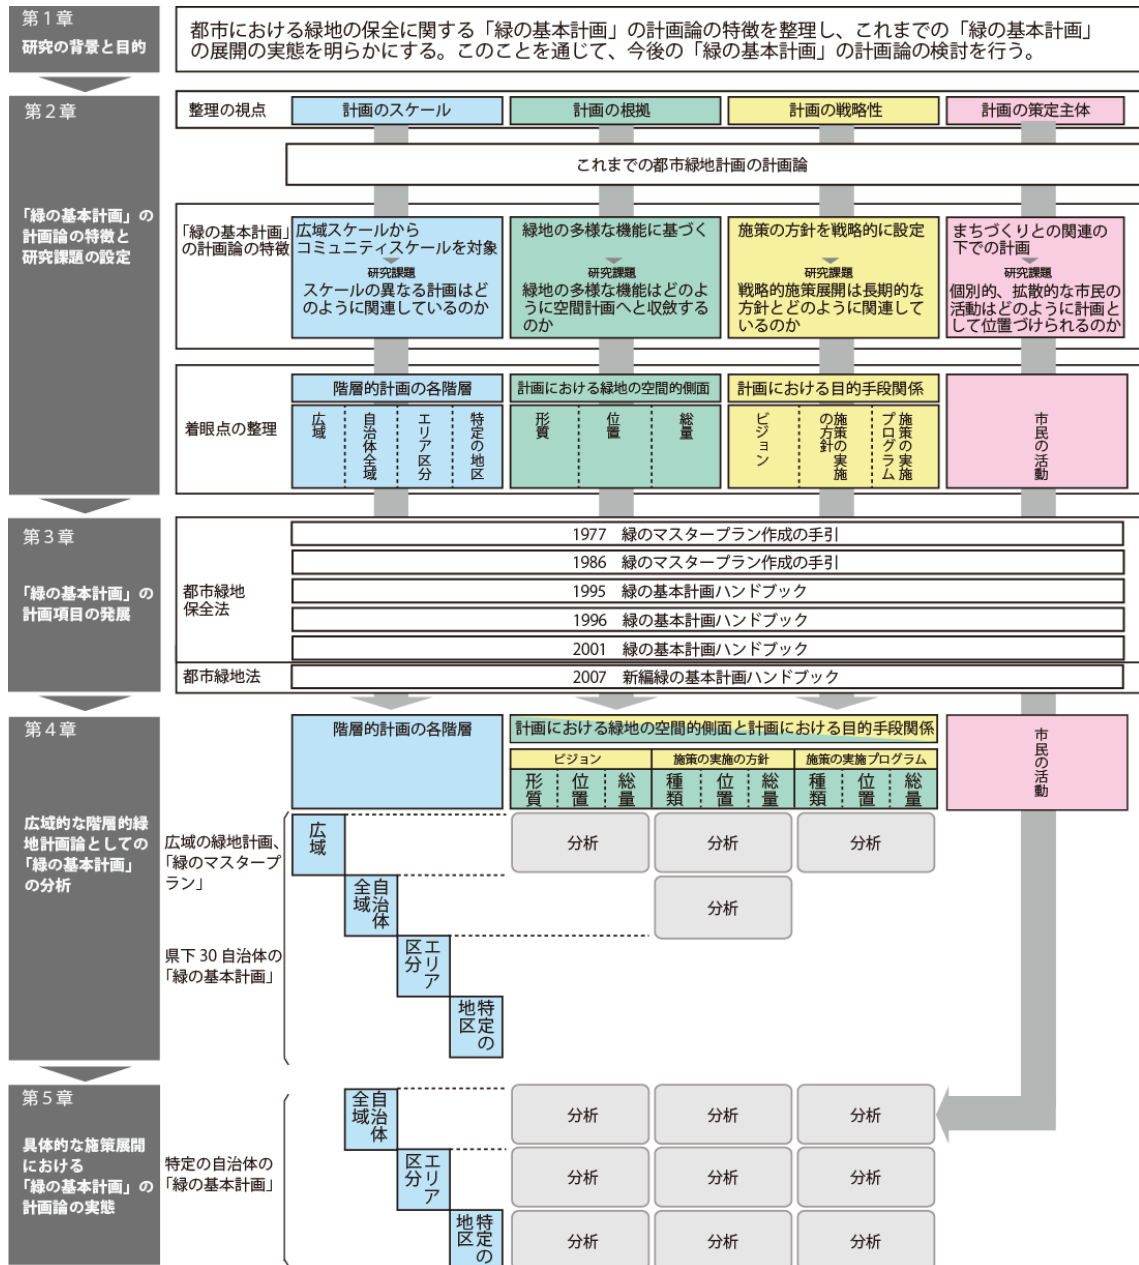 第１章
研究の背景と目的
都市における緑地の保全に関する「緑の基本計画」の計画論の特徴を整理し、これまでの「緑の基本計画」
の展開の実態を明らかにする。このことを通じて、今後の「緑の基本計画」の計画論の検討を行う。
第２章
「緑の基本計画」の
計画論の特徴と
研究課題の設定
整理の視点
計画のスケール
計画の根拠
計画の戦略性
計画の策定主体
これまでの都市緑地計画の計画論
「緑の基本計画」
の計画論の特徴
広域スケールから
コミュニティスケールを対象
研究課題
スケールの異なる計画はど
のように関連しているのか
緑地の多様な機能に基づく
研究課題
緑地の多様な機能はどのよ
うに空間計画へと収斂する
のか
施策の方針を戦略的に設定
研究課題
戦略的施策展開は長期的な
方針とどのように関連して
いるのか
まちづくりとの関連の
下での計画
研究課題
個別的、拡散的な市民の
活動はどのように計画と
して位置づけられるのか
着眼点の整理
階層的計画の各階層
広域
自治体全域
エリア区分
特定の地区
計画における緑地の空間的側面
形質
位置
総量
計画における目的手段関係
ビジョン
施策の実施
の方針
施策の実施
プログラム
市民の活動
第３章
「緑の基本計画」の
計画項目の発展
都市緑地
保全法
1977 緑のマスタープラン作成の手引
1986 緑のマスタープラン作成の手引
1995 緑の基本計画ハンドブック
1996 緑の基本計画ハンドブック
2001 緑の基本計画ハンドブック
都市緑地法
2007 新編緑の基本計画ハンドブック
第４章
広域的な階層的緑
地計画論としての
「緑の基本計画」
の分析
階層的計画の各階層
計画における緑地の空間的側面と計画における目的手段関係
ビジョン
施策の実施の方針
施策の実施プログラム
形質
位置
総量
種類
位置
総量
種類
位置
総量
市民の活動
広域の緑地計画、
「緑のマスタープ
ラン」
県下 30 自治体の
「緑の基本計画」
広域
分析
分析
分析
自治体
全域
分析
エリア
区分
特定の
地区
第５章
具体的な施策展開
における
「緑の基本計画」の
計画論の実態
特定の自治体の
「緑の基本計画」
自治体
全域
分析
分析
分析
エリア
区分
分析
分析
分析
特定の
地区
分析
分析
分析